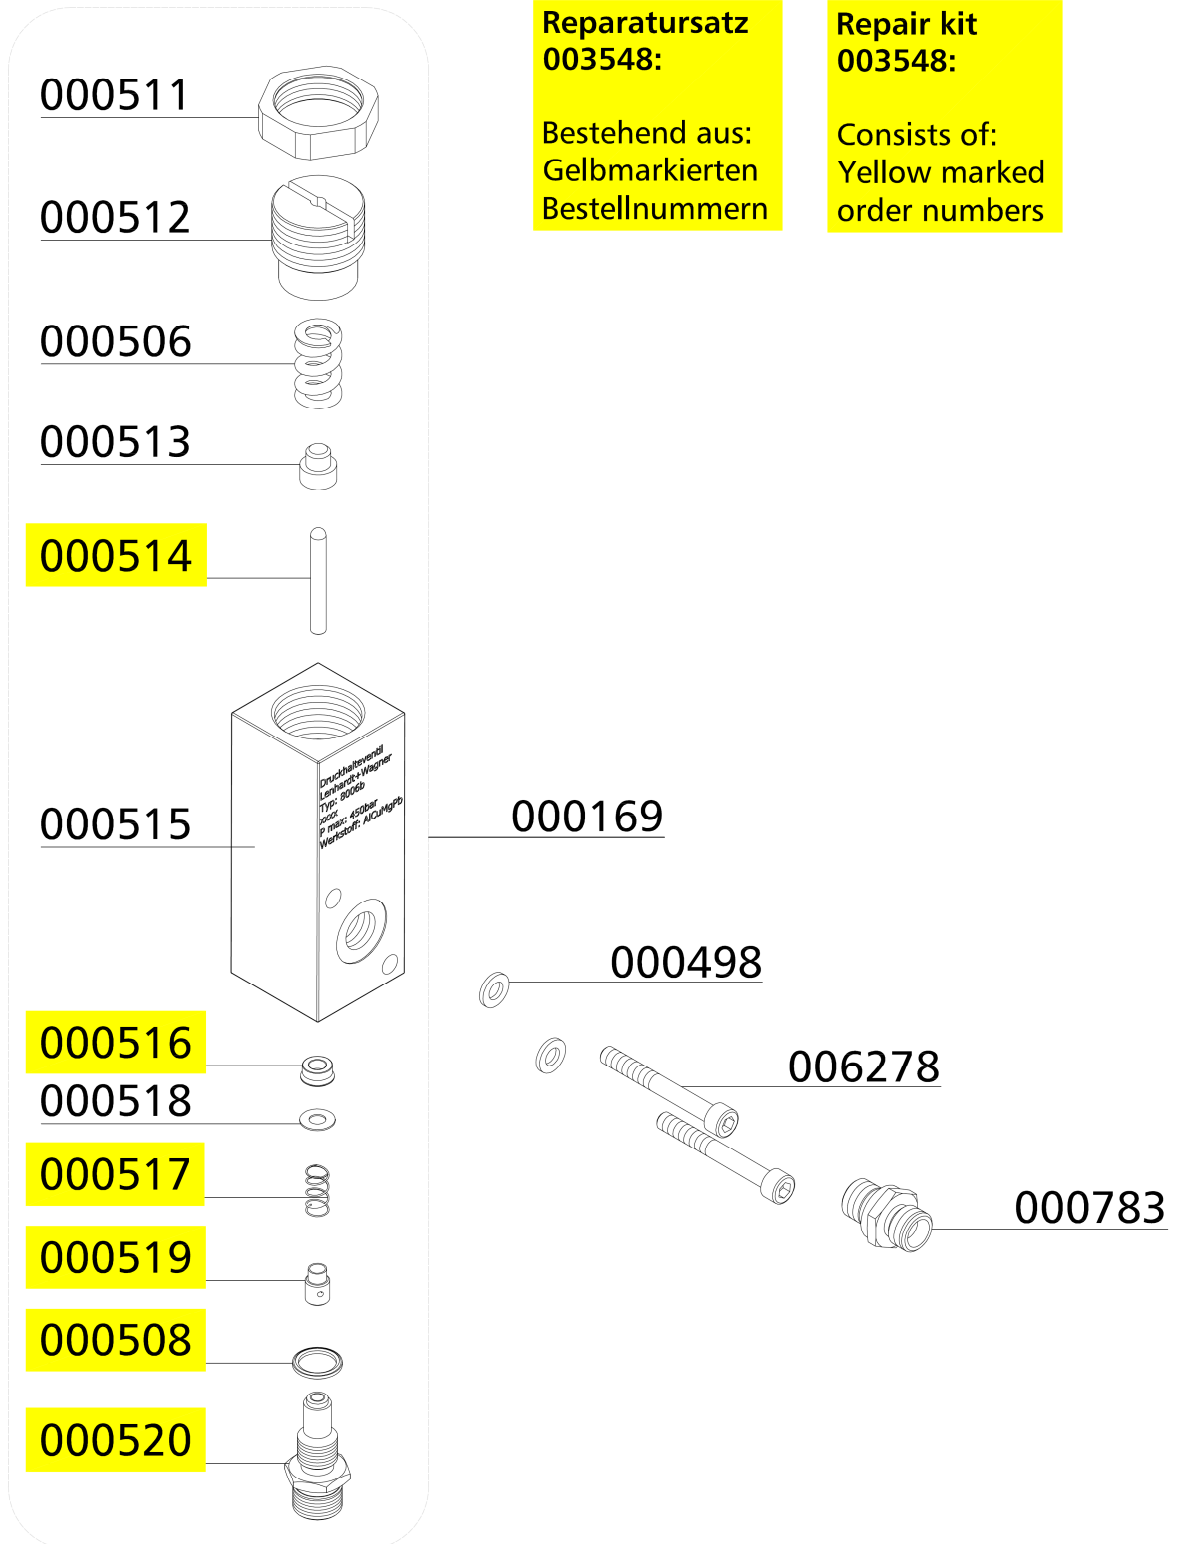 Reparatursatz
003548:
Bestehend aus:
Gelbmarkierten
Bestellnummern
Repair kit
003548:
Consists of:
Yellow marked
order numbers
000511
000512
000506
000513
000514
Druckhalteventil
Lenhardt+Wagner
Typ: 8006b
xxxx
P max: 450bar
Werkstoff: AlCuMgPb
000515
000169
000498
000516
006278
000518
000517
000783
000519
000508
000520